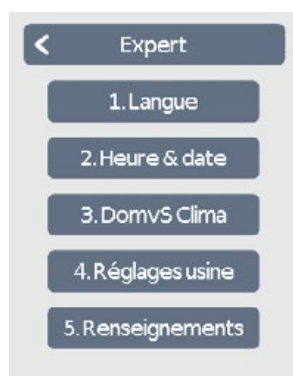 Expert
1. Langue
2. Heure & date
3. DomvS Clima
4. Réglages usine
5. Renseignements